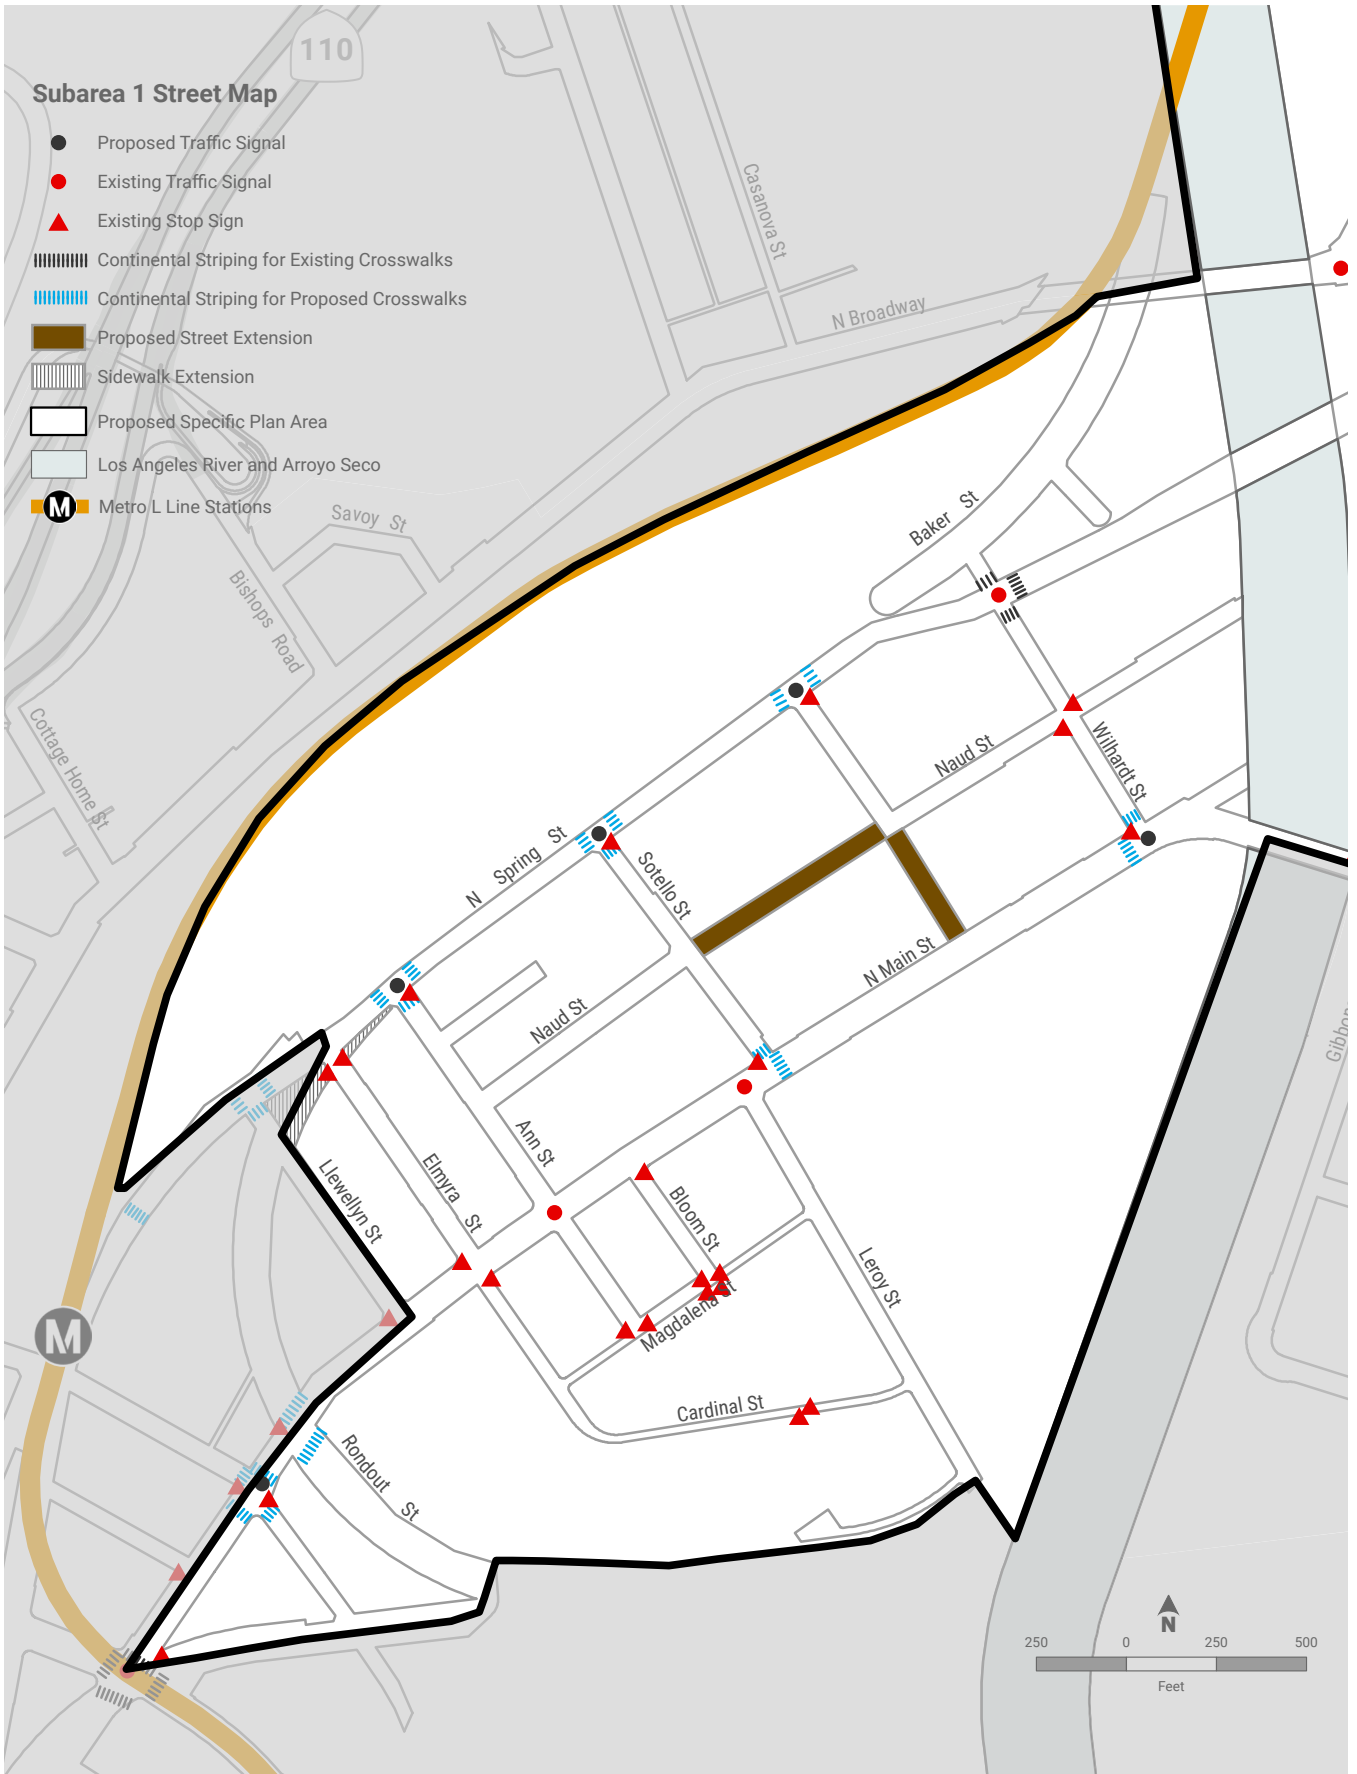 110
Subarea 1 Street Map
Proposed Traffic Signal
Existing Traffic Signal
Existing Stop Sign
Continental Striping for Existing Crosswalks
Continental Striping for Proposed Crosswalks
Proposed Street Extension
Sidewalk Extension
Proposed Specific Plan Area
Los Angeles River and Arroyo Seco
M Metro L Line Stations
Casanova St
N Broadway
Savoy St
Bishops Road
Cottage Home St
Baker St
Naud St
Wilhardt St
N Spring St
Sotello St
N Main St
Naud St
Ann St
Elmyra St
Llewellyn St
Bloom St
Leroy St
Magdalena St
Cardinal St
Rondout St
M
N
250 0 250 500
Feet